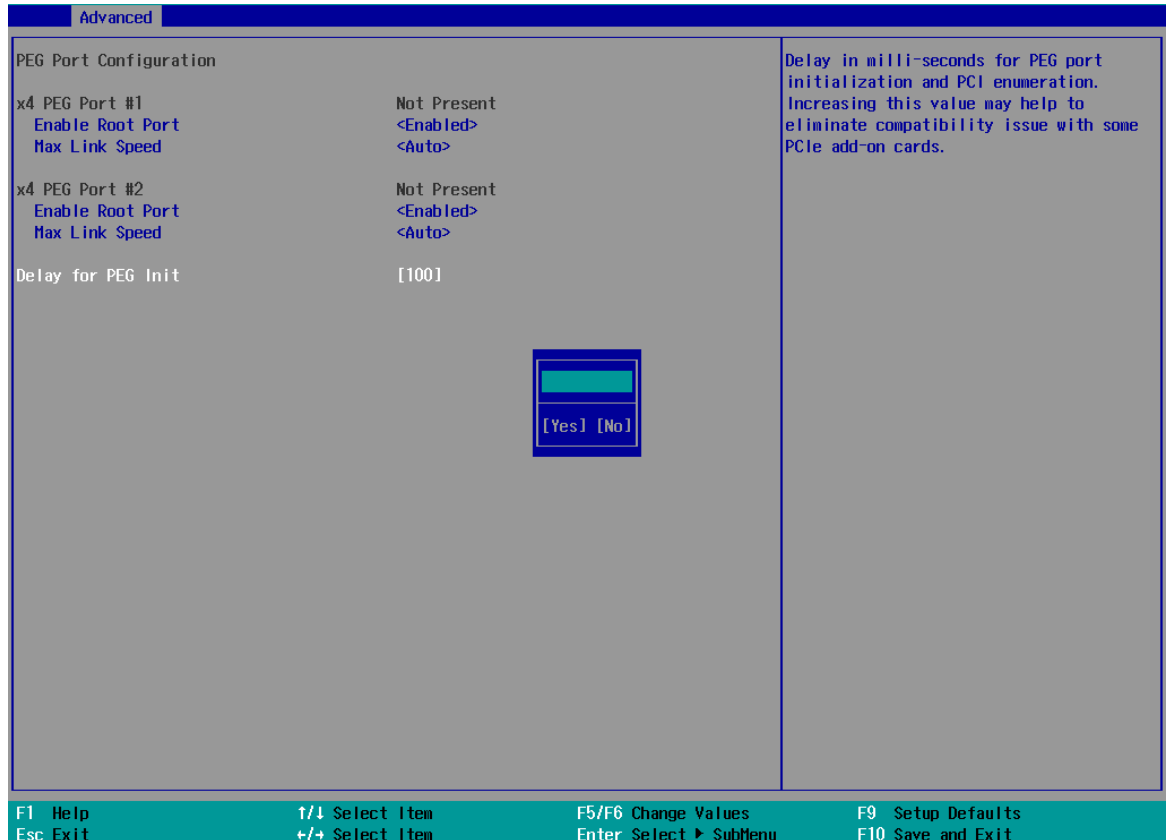 Advanced
PEG Port Configuration
x4 PEG Port #1 Not Present
Enable Root Port <Enabled>
Max Link Speed <Auto>
x4 PEG Port #2 Not Present
Enable Root Port <Enabled>
Max Link Speed <Auto>
Delay for PEG Init [100]
Delay in milli-seconds for PEG port
initialization and PCI enumeration.
Increasing this value may help to
eliminate compatibility issue with some
PCIe add-on cards.
[Yes] [No]
F1 Help ↑/↓ Select Item F5/F6 Change Values F9 Setup Defaults
Esc Exit ←/→ Select Item Enter Select ▶ SubMenu F10 Save and Exit